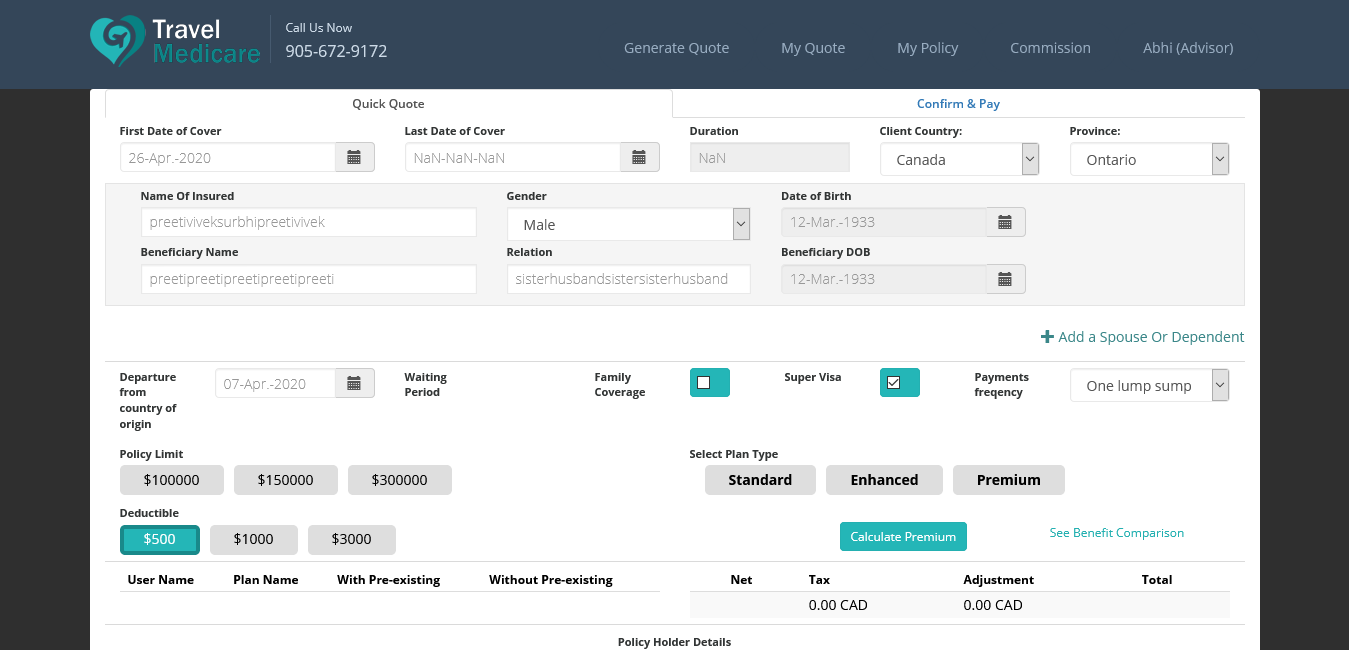 Travel
Medicare
Call Us Now
905-672-9172
Generate Quote My Quote My Policy Commission Abhi (Advisor)
Quick Quote Confirm & Pay
First Date of Cover Last Date of Cover Duration Client Country: Province:
26-Apr.-2020 NaN-NaN-NaN NaN Canada Ontario
Name Of Insured Gender Date of Birth
preetiviveksurbhipreetivivek Male 12-Mar.-1933
Beneficiary Name Relation Beneficiary DOB
preetipreetipreetipreetipreeti sisterhusbandsistersisterhusband 12-Mar.-1933
Add a Spouse Or Dependent
Departure
from
country of
origin
07-Apr.-2020
Waiting
Period
Family
Coverage
Super Visa
Payments
freqency
One lump sump
Policy Limit Select Plan Type
$100000 $150000 $300000 Standard Enhanced Premium
Deductible
$500 $1000 $3000 Calculate Premium See Benefit Comparison
User Name Plan Name With Pre-existing Without Pre-existing Net Tax Adjustment Total
0.00 CAD 0.00 CAD
Policy Holder Details